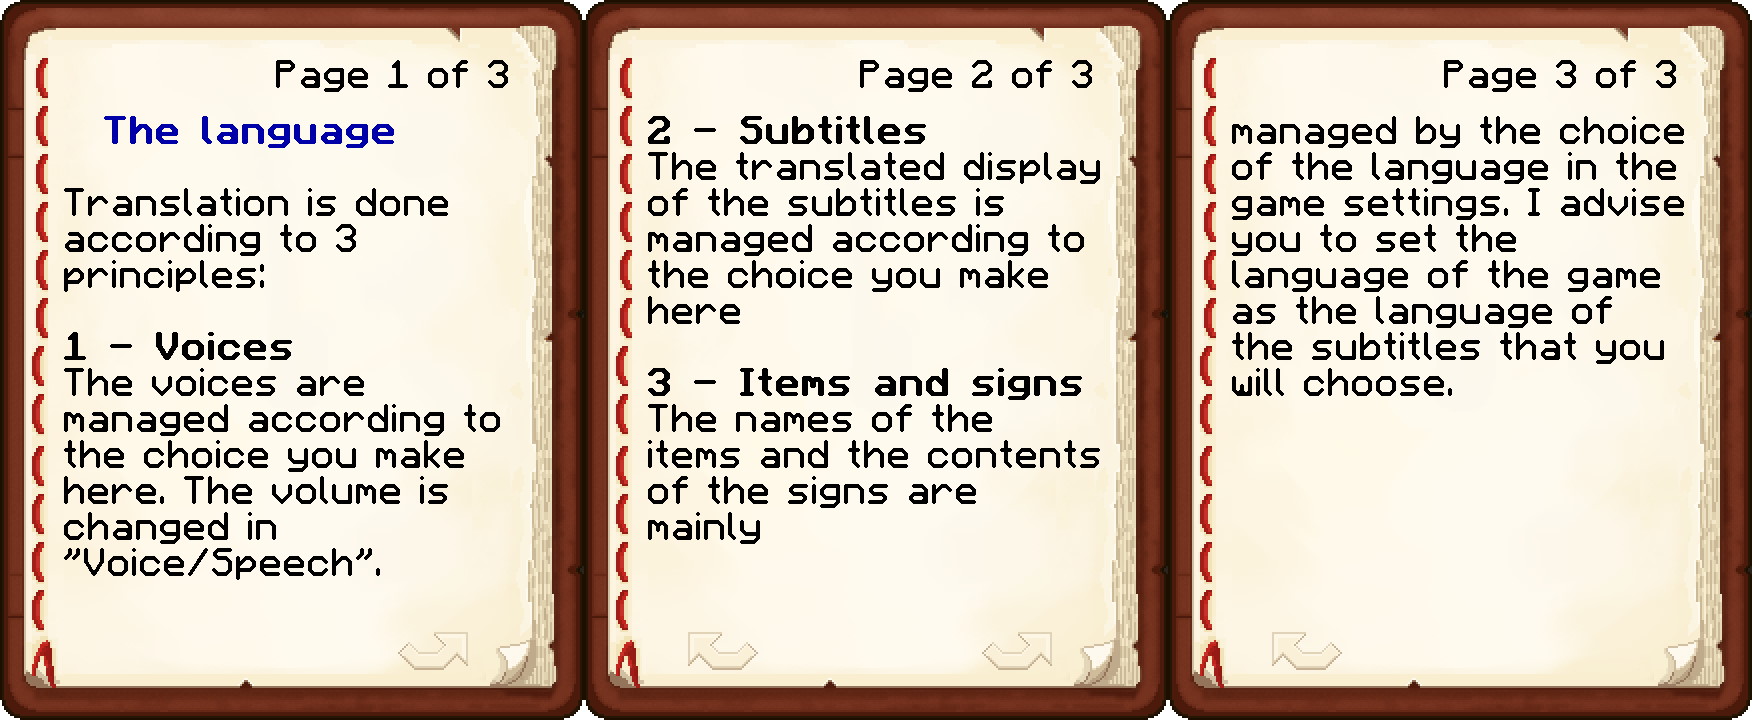 Page 1 of 3
The language
Translation is done
according to 3
principles:
1 - Voices
The voices are
managed according to
the choice you make
here. The volume is
changed in
"Voice/Speech".
Page 2 of 3
2 - Subtitles
The translated display
of the subtitles is
managed according to
the choice you make
here
3 - Items and signs
The names of the
items and the contents
of the signs are
mainly
Page 3 of 3
managed by the choice
of the language in the
game settings. I advise
you to set the
language of the game
as the language of
the subtitles that you
will choose.